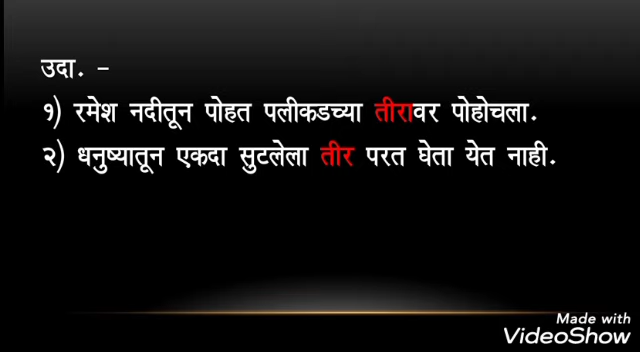 उदा. -
१) रमेश नदीतून पोहत पलीकडच्या तीरावर पोहोचला.
२) धनुष्यातून एकदा सुटलेला तीर परत घेता येत नाही.
Made with
VideoShow